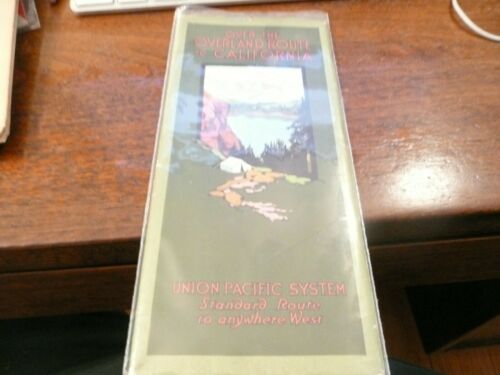 OVER THE
OVERLAND ROUTE
to CALIFORNIA
UNION PACIFIC SYSTEM
Standard Route
to anywhere West